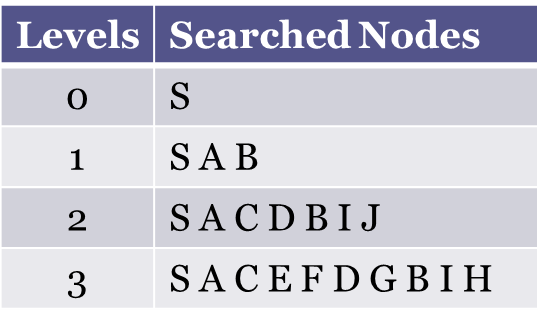 Levels Searched Nodes
0 S
1 S A B
2 S A C D B I J
3 S A C E F D G B I H